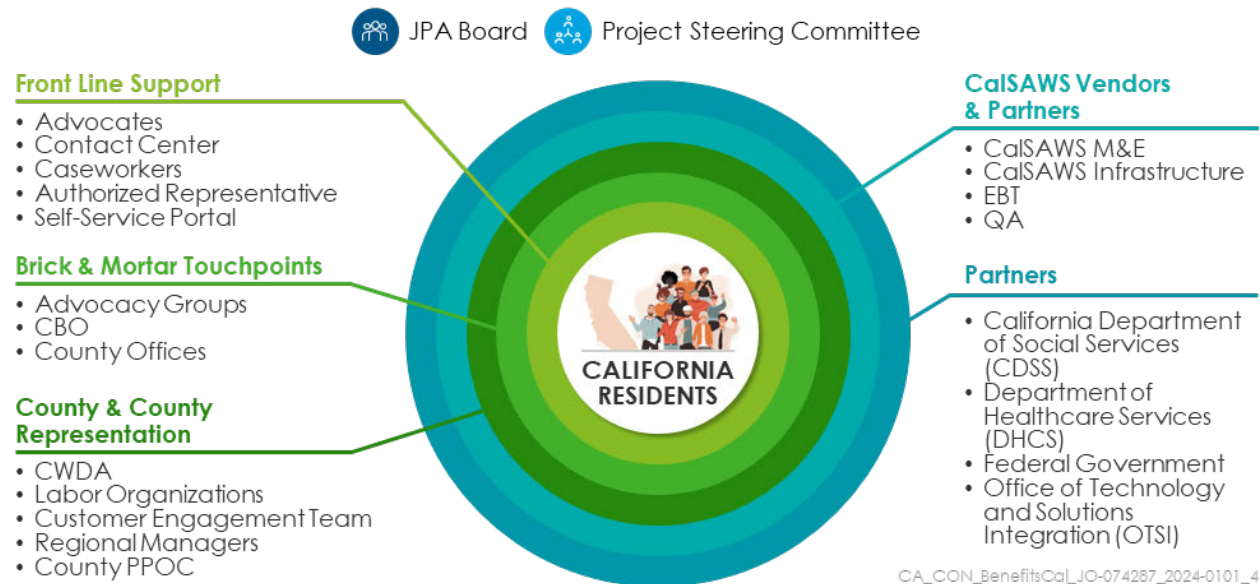 JPA Board
Project Steering Committee
Front Line Support
• Advocates
• Contact Center
• Caseworkers
• Authorized Representative
• Self-Service Portal
Brick & Mortar Touchpoints
• Advocacy Groups
• CBO
• County Offices
County & County
Representation
• CWDA
• Labor Organizations
• Customer Engagement Team
• Regional Managers
• County PPOC
CALIFORNIA
RESIDENTS
CalSAWS Vendors
& Partners
• CalSAWS M&E
• CalSAWS Infrastructure
• EBT
• QA
Partners
• California Department
of Social Services
(CDSS)
• Department of
Healthcare Services
(DHCS)
• Federal Government
• Office of Technology
and Solutions
Integration (OTSI)
CA_CON_BenefitsCal_JO-074287_2024-0101_4